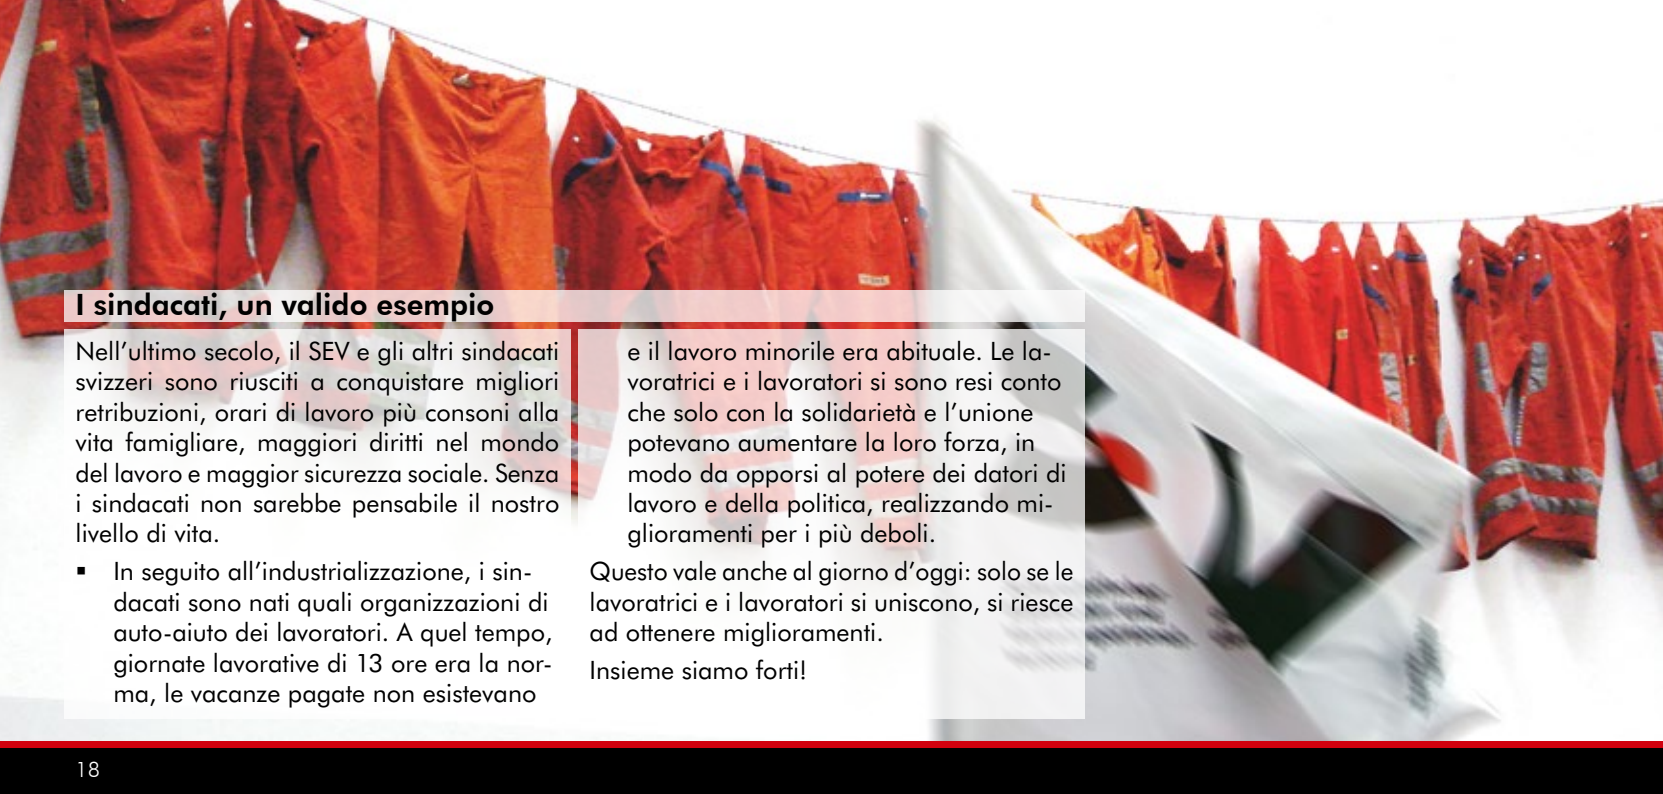 I sindacati, un valido esempio
Nell’ultimo secolo, il SEV e gli altri sindacati
svizzeri sono riusciti a conquistare migliori
retribuzioni, orari di lavoro più consoni alla
vita famigliare, maggiori diritti nel mondo
del lavoro e maggior sicurezza sociale. Senza
i sindacati non sarebbe pensabile il nostro
livello di vita.
▪ In seguito all’industrializzazione, i sin-
dacati sono nati quali organizzazioni di
auto-aiuto dei lavoratori. A quel tempo,
giornate lavorative di 13 ore era la nor-
ma, le vacanze pagate non esistevano
e il lavoro minorile era abituale. Le la-
voratrici e i lavoratori si sono resi conto
che solo con la solidarietà e l’unione
potevano aumentare la loro forza, in
modo da opporsi al potere dei datori di
lavoro e della politica, realizzando mi-
glioramenti per i più deboli.
Questo vale anche al giorno d’oggi: solo se le
lavoratrici e i lavoratori si uniscono, si riesce
ad ottenere miglioramenti.
Insieme siamo forti!
18